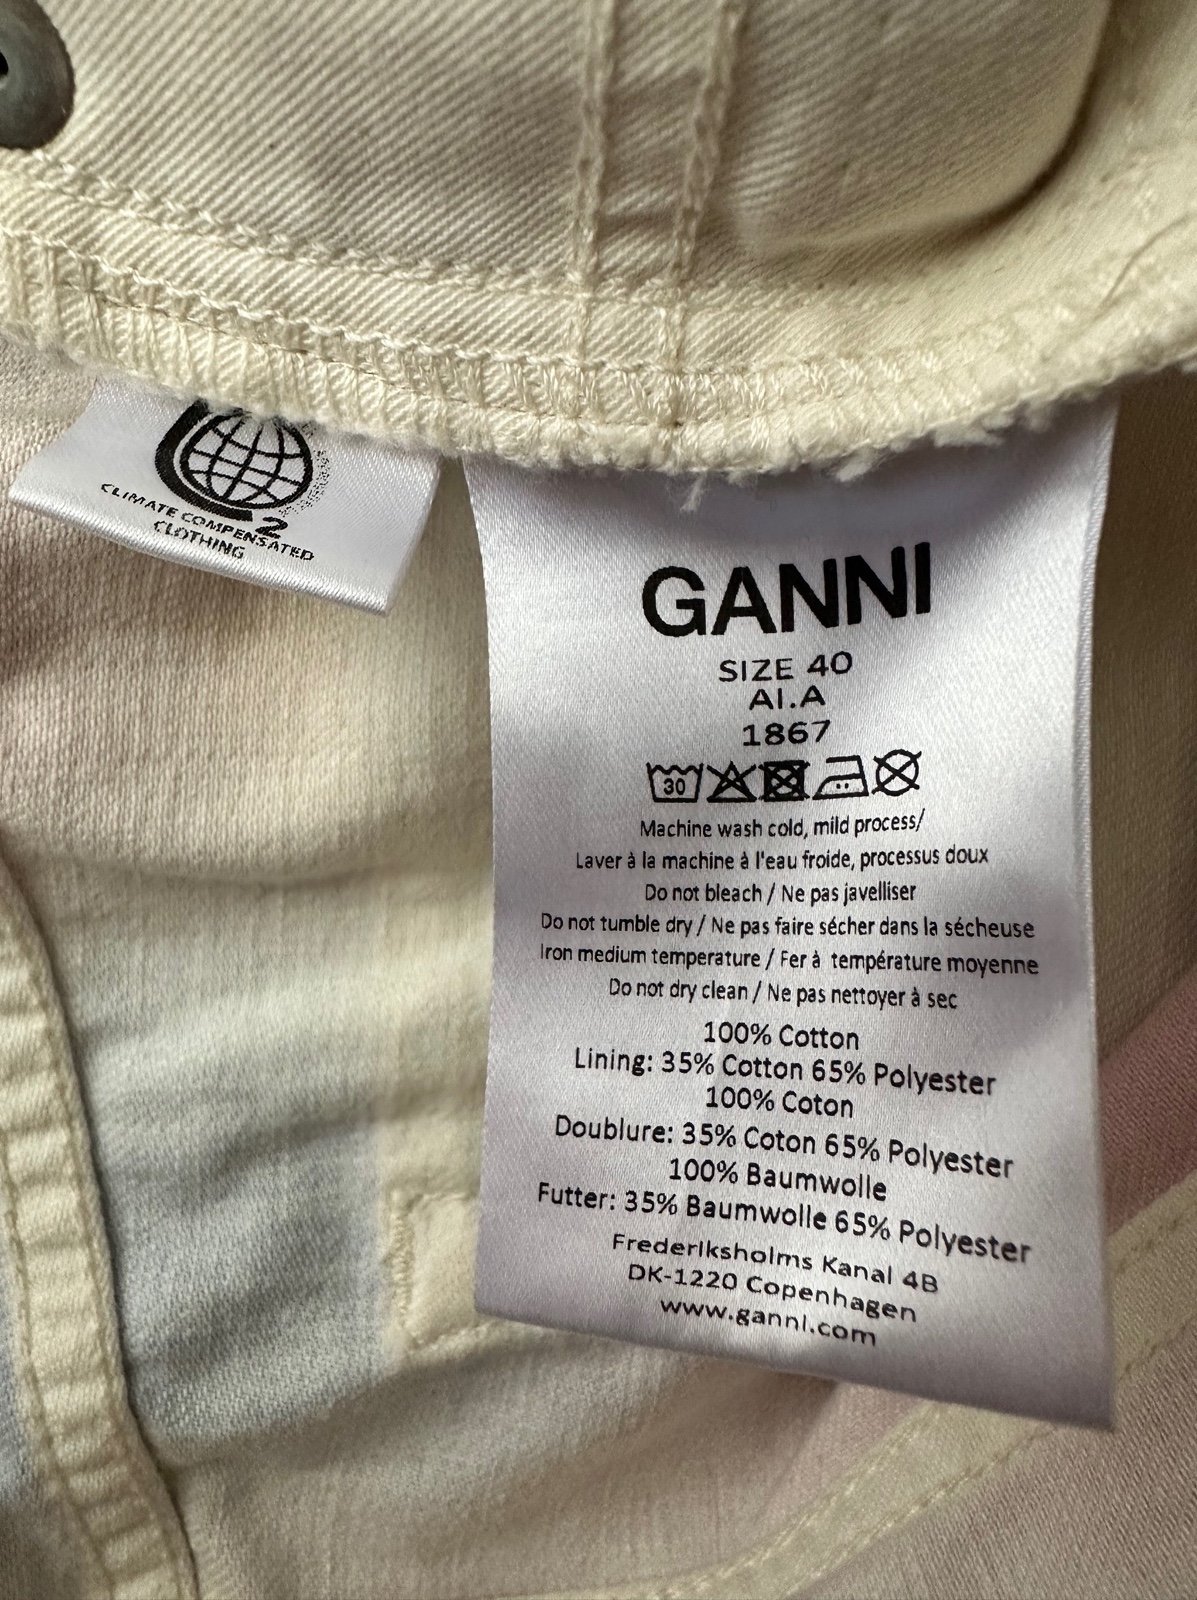 2
CLIMATE COMPENSATED
CLOTHING
GANNI
SIZE 40
AI.A
1867
30
Machine wash cold, mild process/
Laver à la machine à l'eau froide, processus doux
Do not bleach / Ne pas javelliser
Do not tumble dry / Ne pas faire sécher dans la sécheuse
Iron medium temperature / Fer à température moyenne
Do not dry clean / Ne pas nettoyer à sec
100% Cotton
Lining: 35% Cotton 65% Polyester
100% Coton
Doublure: 35% Coton 65% Polyester
100% Baumwolle
Futter: 35% Baumwolle 65% Polyester
Frederiksholms Kanal 4B
DK-1220 Copenhagen
www.ganni.com